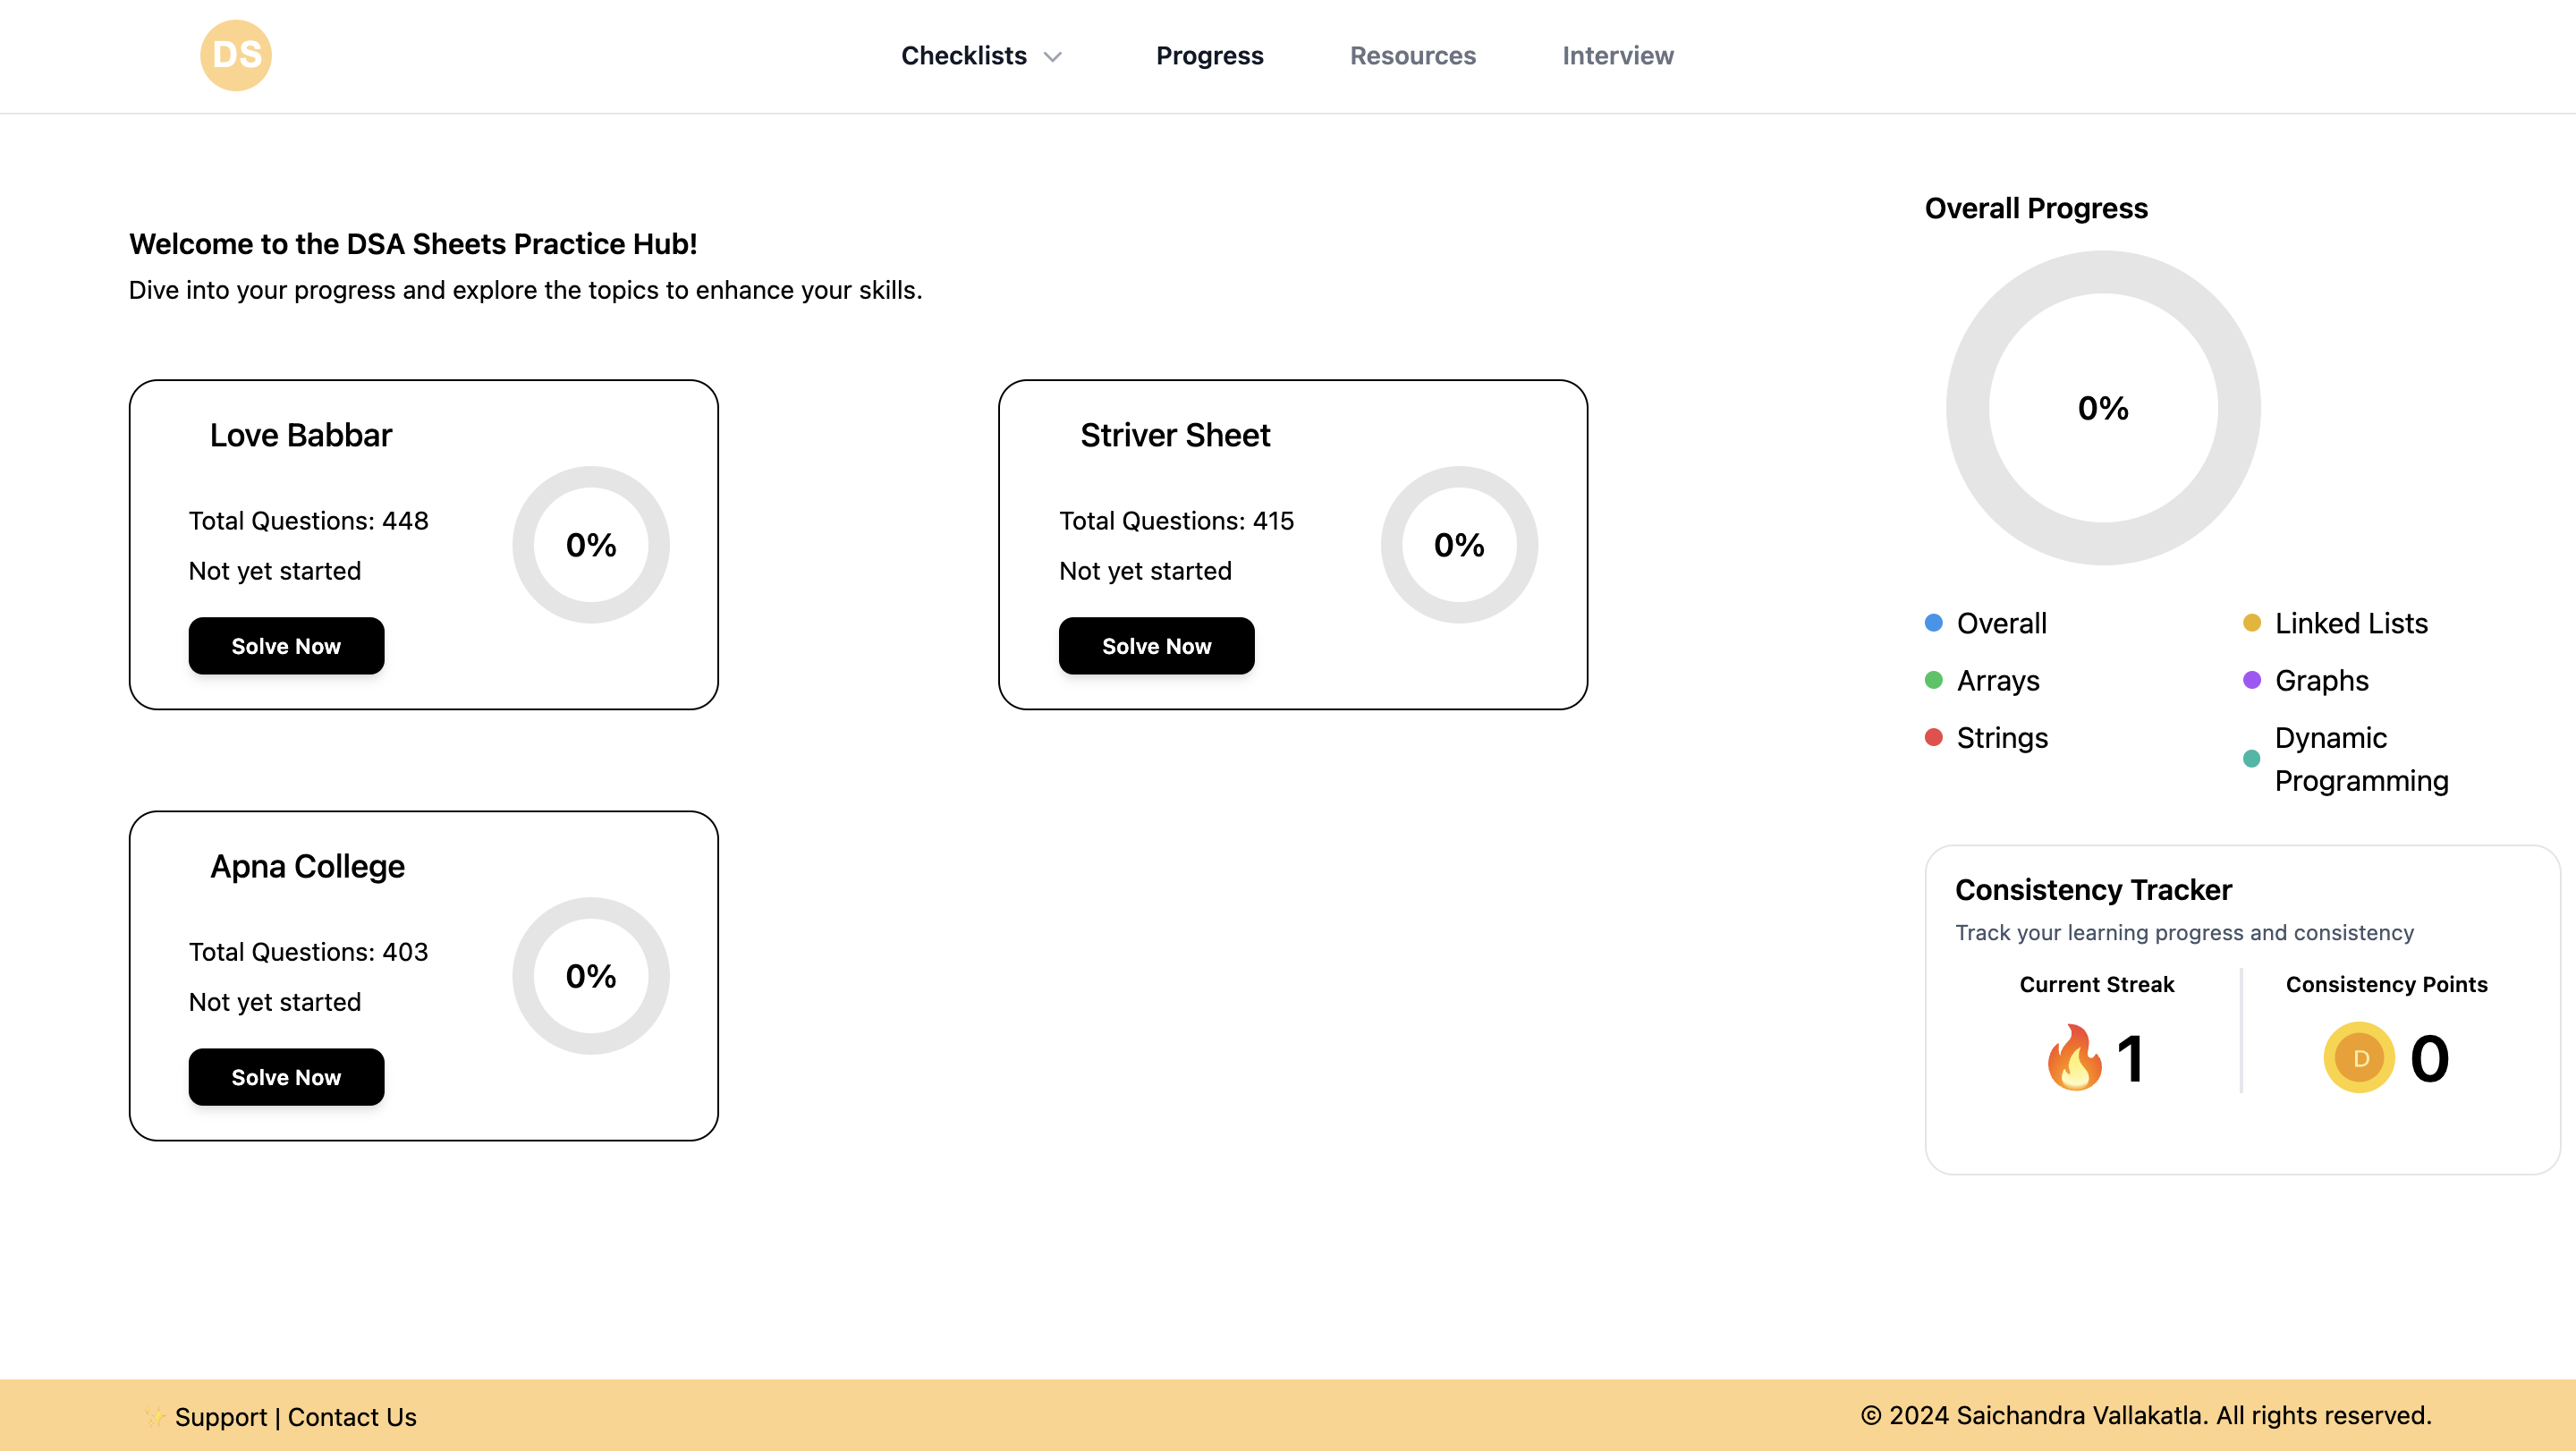 DS
Checklists
Progress
Resources
Interview
Welcome to the DSA Sheets Practice Hub!
Dive into your progress and explore the topics to enhance your skills.
Love Babbar
Total Questions: 448
Not yet started
Solve Now
0%
Striver Sheet
Total Questions: 415
Not yet started
Solve Now
0%
Apna College
Total Questions: 403
Not yet started
Solve Now
0%
Overall Progress
0%
Overall
Linked Lists
Arrays
Graphs
Strings
Dynamic
Programming
Consistency Tracker
Track your learning progress and consistency
Current Streak
🔥 1
Consistency Points
D 0
✨ Support | Contact Us
© 2024 Saichandra Vallakatla. All rights reserved.